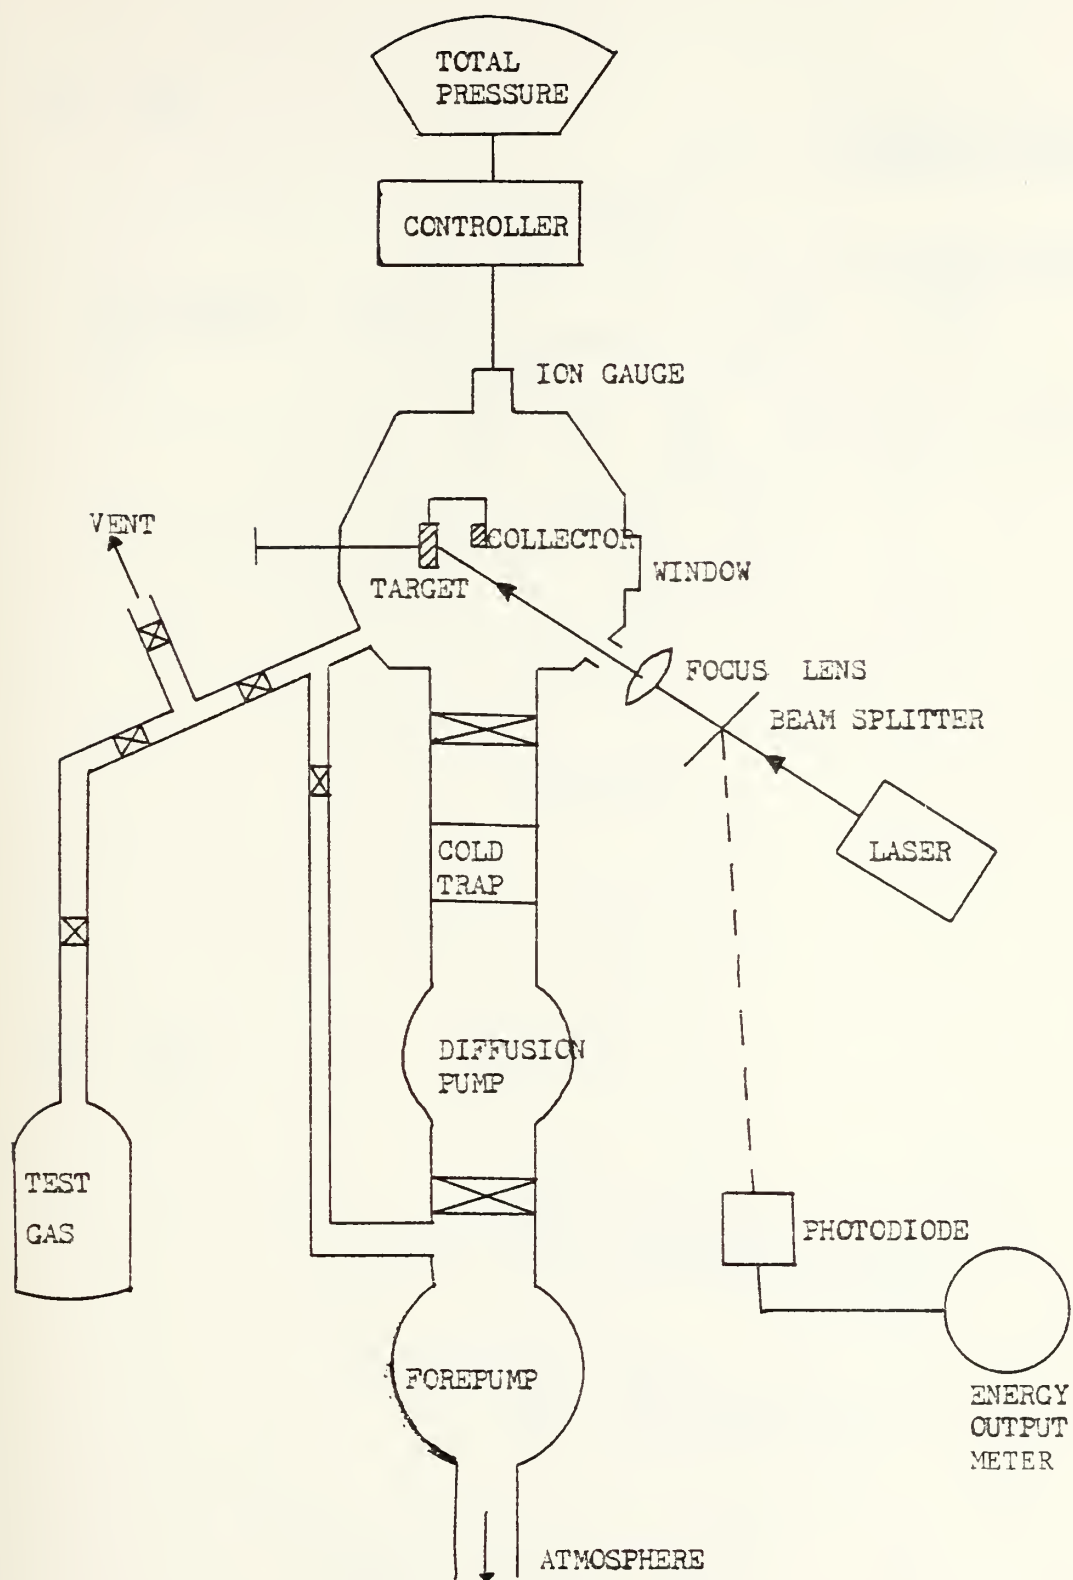 TOTAL
PRESSURE
CONTROLLER
ION GAUGE
VENT
COLLECTOR
TARGET
WINDOW
FOCUS LENS
BEAM SPLITTER
LASER
COLD
TRAP
DIFFUSION
PUMP
TEST
GAS
PHOTODIODE
FOREPUMP
ENERGY
OUTPUT
METER
ATMOSPHERE